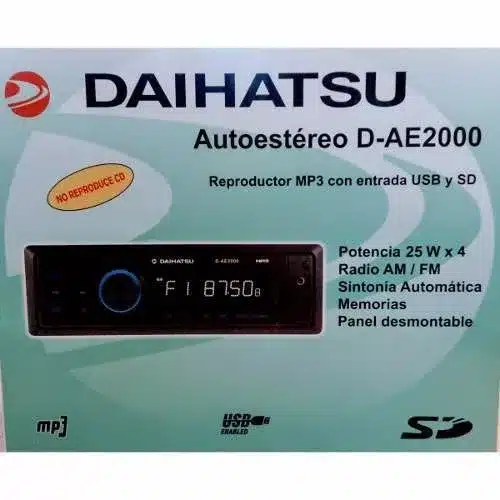 DAIHATSU
Autoestéreo D-AE2000
Reproductor MP3 con entrada USB y SD
NO REPRODUCE CD
DAIHATSU D-AE2000
F1 8750
Potencia 25 W x 4
Radio AM / FM
Sintonía Automática
Memorias
Panel desmontable
mp3
USB
ENABLED
SD